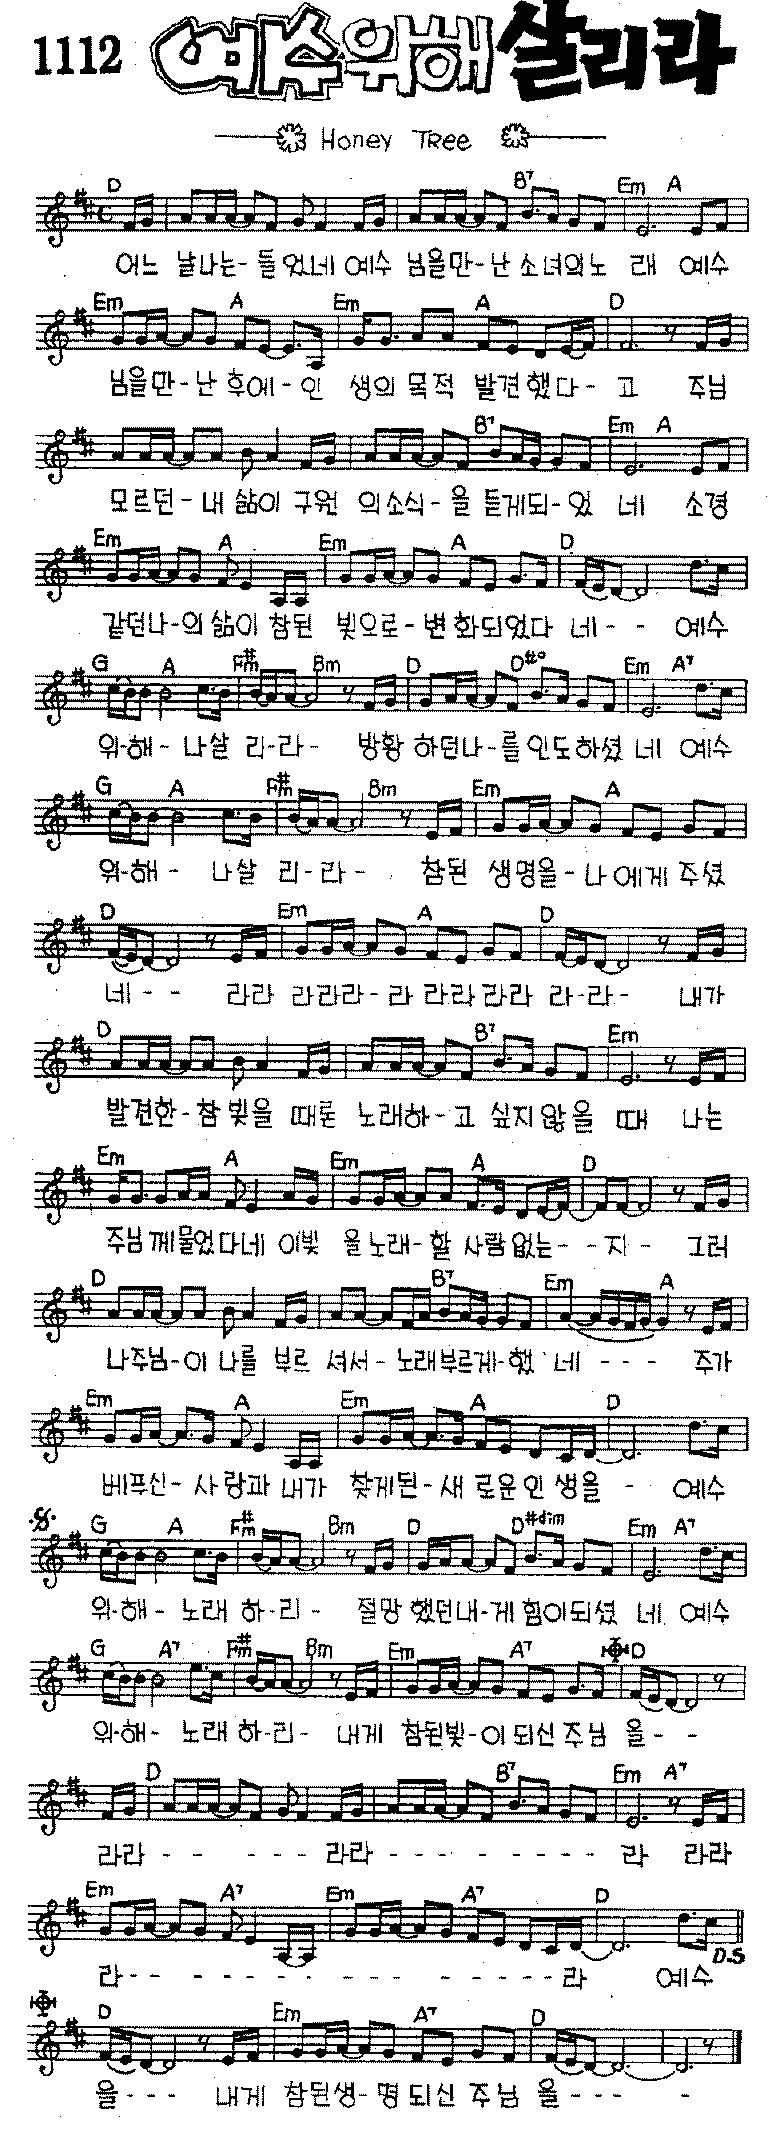 1112 예수위해살리라
Honey Tree
D B7 Em A
어느 날나는-들었네 예수 님을만-난 소녀의노 래 예수
Em A Em A D
님을만-난 후에-인 생의 목적 발견했다-고 주님
B7 Em A
모르던-내 삶이 구원 의소식-을 듣게되-었 네 소경
Em A Em A D
같던나-의 삶이 참된 빛으로-변화되었다 네-- 예수
G A F#m Bm D D#° Em A7
위-해-나살 리-라- 방황 하던나-를인도하셨 네 예수
G A F#m Bm Em A
위-해- 나살 리-라- 참된 생명을-나에게 주셨
D Em A D
네-- 라라 라라라-라 라라라라 라-라- 내가
D B7 Em
발견한-참빛을 때론 노래하-고 싶지않을 때 나는
Em A Em A D
주님께물었다네 이빛 을노래-할 사람없는--지- 그러
D B7 Em A
나주님-이 나를 부르 셔서-노래부르게-했 네--- 주가
Em A Em A D
베푸신-사랑과 내가 찾게된-새로운인생을 - 예수
G A F#m Bm D D#dim Em A7
위-해- 노래 하-리- 절망 했던내-게힘이되셨 네 예수
G A7 F#m Bm Em A7 D
위-해- 노래 하-리- 내게 참된빛-이되신주님 을--
D B7 Em A7
라라 -- --- 라라 - - - - - - - 라 라라
Em A7 Em A7 D
라-- - - - - - - - - - - - 라 예수
D.S
D Em A7 D
을--- 내게 참된생-명되신 주님 을--- -